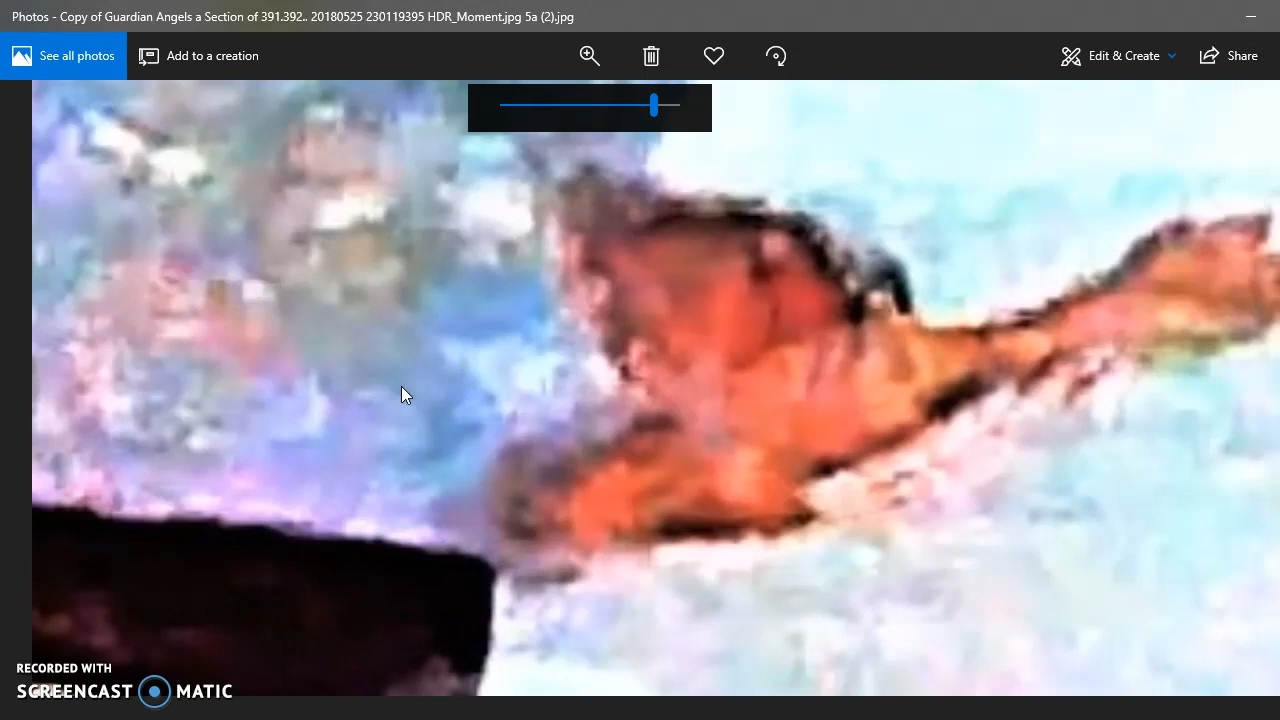 Photos - Copy of Guardian Angels a Section of 391.392.. 20180525 230119395 HDR_Moment.jpg 5a (2).jpg
See all photos
Add to a creation
Edit & Create
Share
RECORDED WITH
SCREENCAST MATIC